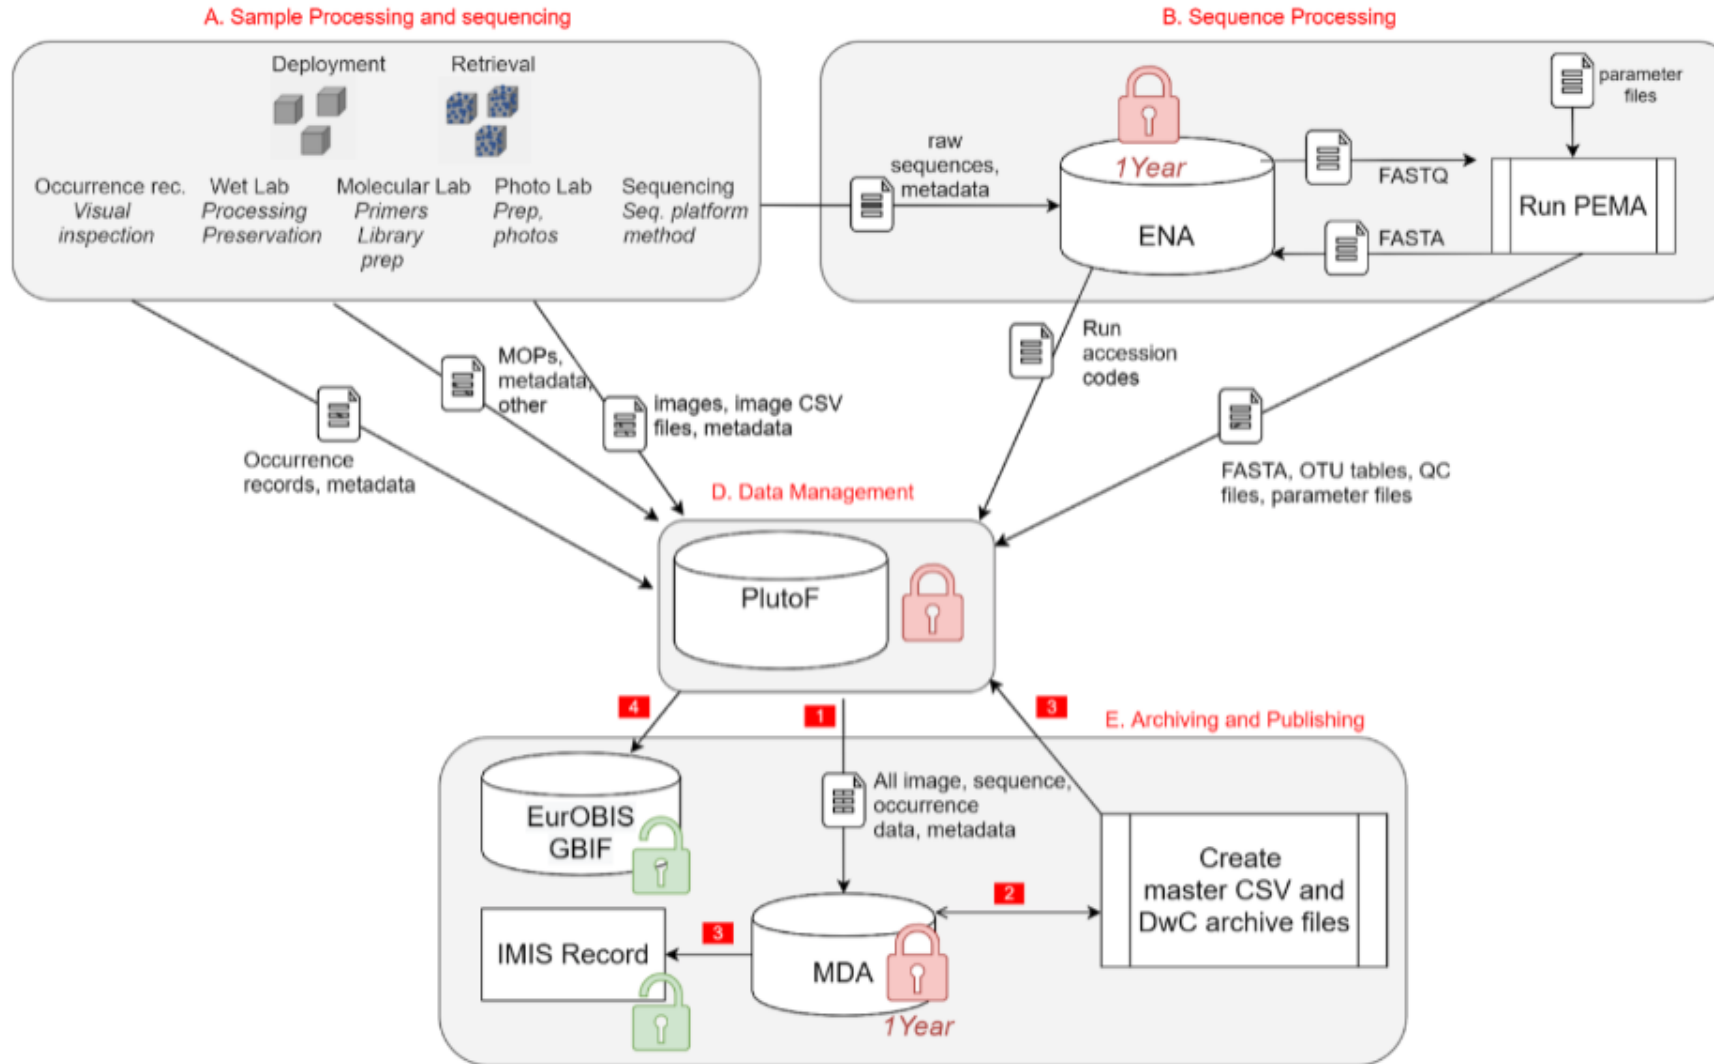 A. Sample Processing and sequencing
Deployment
Retrieval
Occurrence rec.
Visual
inspection
Wet Lab
Processing
Preservation
Molecular Lab
Primers
Library
prep
Photo Lab
Prep,
photos
Sequencing
Seq. platform
method
B. Sequence Processing
raw
sequences,
metadata
1Year
ENA
FASTQ
FASTA
parameter
files
Run PEMA
Occurrence
records, metadata
MOPs,
metadata,
other
images, image CSV
files, metadata
Run
accession
codes
FASTA, OTU tables, QC
files, parameter files
D. Data Management
PlutoF
4
1
3
E. Archiving and Publishing
EurOBIS
GBIF
All image, sequence,
occurrence
data, metadata
Create
master CSV and
DwC archive files
2
3
IMIS Record
MDA
1Year